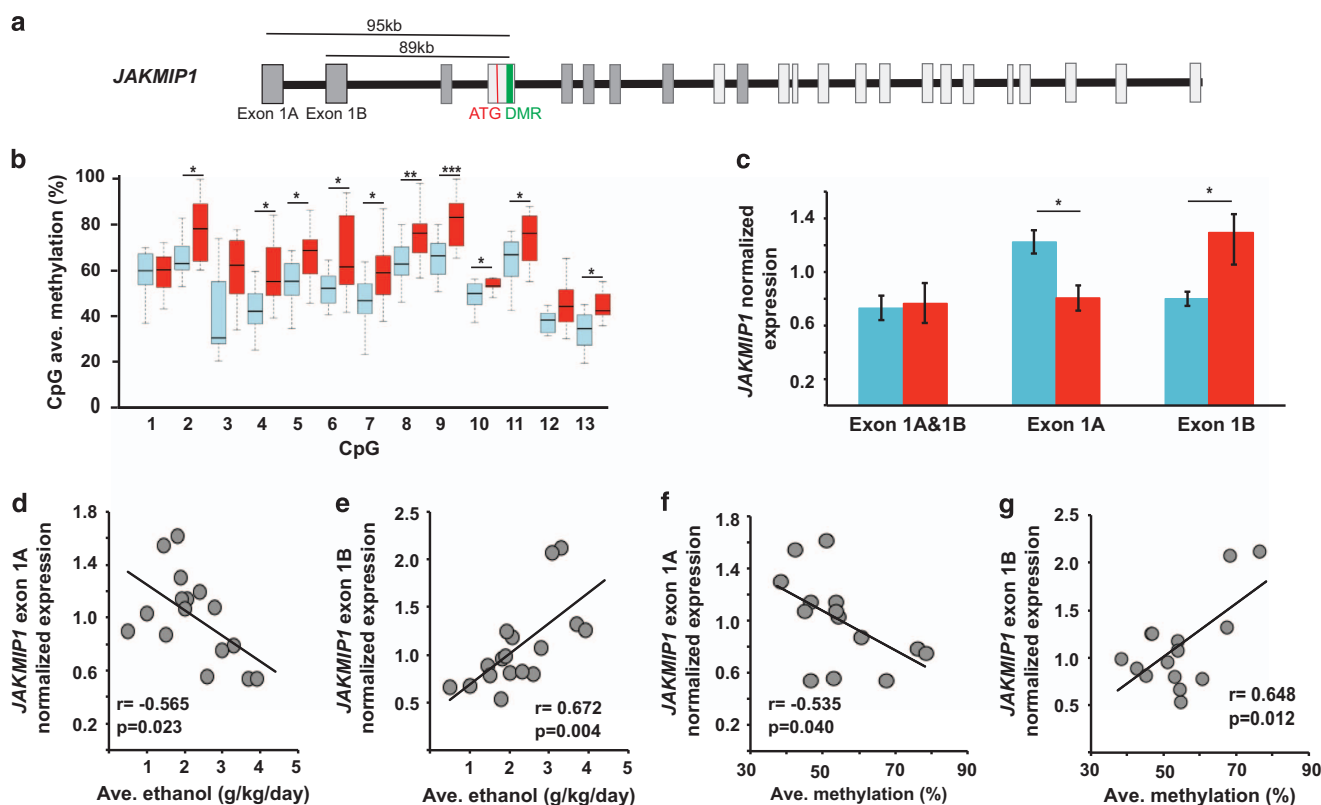 a
95kb
89kb
JAKMIP1
Exon 1A Exon 1B ATG DMR
b
CpG ave. methylation (%)
100
80
60
40
20
0
* * * * * ** *** * * *
1 2 3 4 5 6 7 8 9 10 11 12 13
CpG
c
JAKMIP1 normalized
expression
1.4
1.0
0.6
0.2
* *
Exon 1A&1B Exon 1A Exon 1B
d
JAKMIP1 exon 1A
normalized expression
1.8
1.4
1.0
0.6
0.2
r= -0.565
p=0.023
1 2 3 4 5
Ave. ethanol (g/kg/day)
e
JAKMIP1 exon 1B
normalized expression
2.5
2.0
1.5
1.0
0.5
r= 0.672
p=0.004
1 2 3 4 5
Ave. ethanol (g/kg/day)
f
JAKMIP1 exon 1A
normalized expression
1.8
1.4
1.0
0.6
0.2
r= -0.535
p=0.040
30 50 70 90
Ave. methylation (%)
g
JAKMIP1 exon 1B
normalized expression
2.5
2.0
1.5
1.0
0.5
r= 0.648
p=0.012
30 50 70 90
Ave. methylation (%)